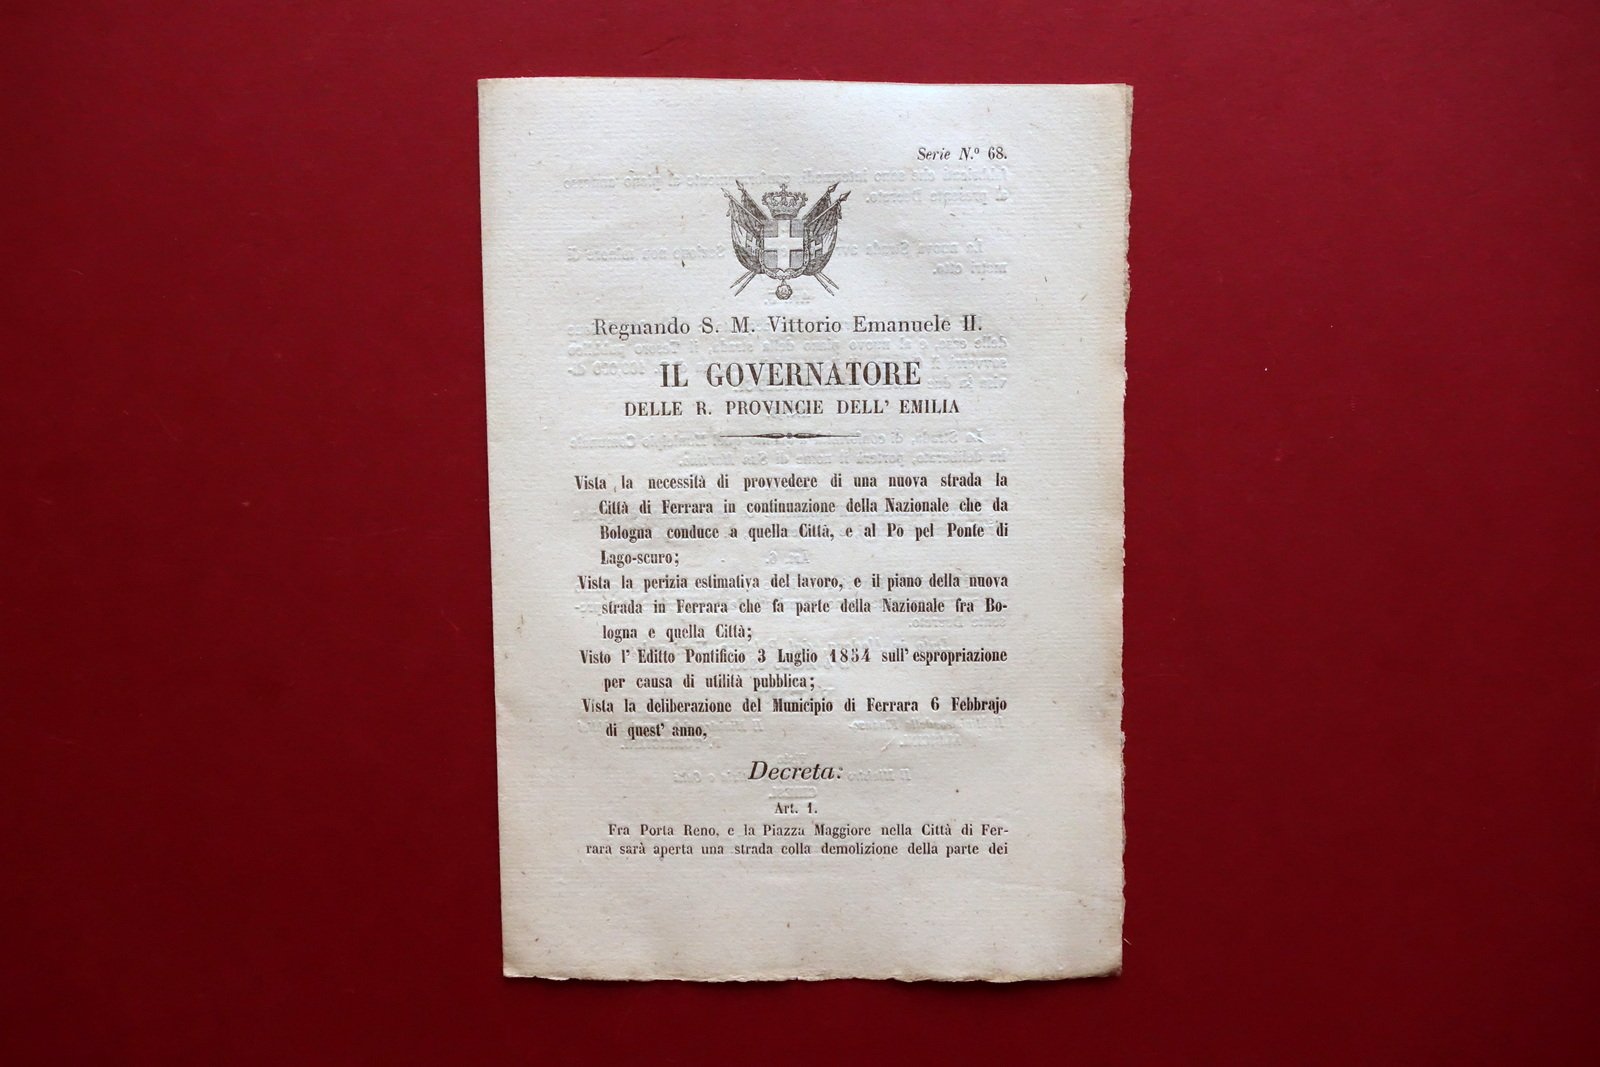 Serie N.º 68.
Regnando S. M. Vittorio Emanuele II.
IL GOVERNATORE
DELLE R. PROVINCIE DELL' EMILIA
Vista la necessità di provvedere di una nuova strada la
Città di Ferrara in continuazione della Nazionale che da
Bologna conduce a quella Città, e al Pò pel Ponte di
Lago-scuro;
Vista la perizia estimativa del lavoro, e il piano della nuova
strada in Ferrara che fa parte della Nazionale fra Bo-
logna e quella Città;
Visto l' Editto Pontificio 3 Luglio 1854 sull' espropriazione
per causa di utilità pubblica;
Vista la deliberazione del Municipio di Ferrara 6 Febbrajo
di quest' anno,
Decreta:
Art. 1.
Fra Porta Reno, e la Piazza Maggiore nella Città di Fer-
rara sarà aperta una strada colla demolizione della parte dei